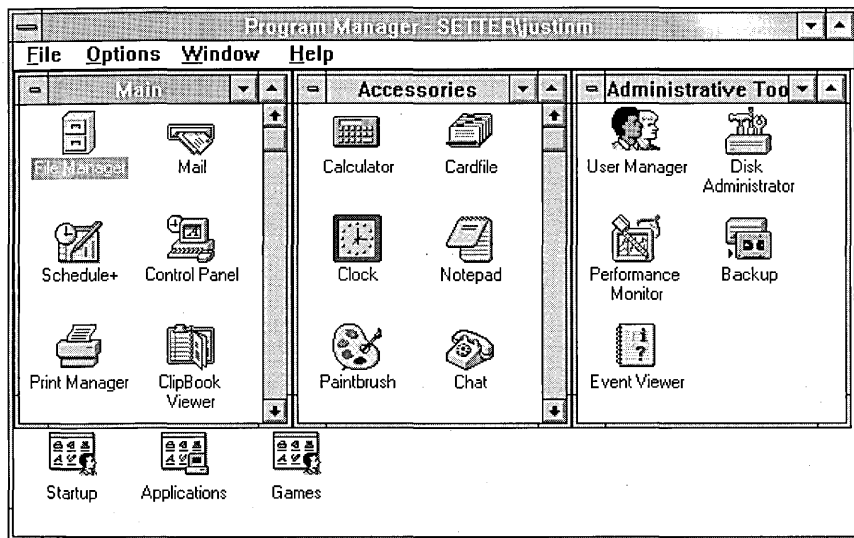 Program Manager - SETTER\justinm
File Options Window Help
Main
File Manager
Mail
Schedule+
Control Panel
Print Manager
ClipBook
Viewer
Accessories
Calculator
Cardfile
Clock
Notepad
Paintbrush
Chat
Administrative Too
User Manager
Disk
Administrator
Performance
Monitor
Backup
Event Viewer
Startup
Applications
Games